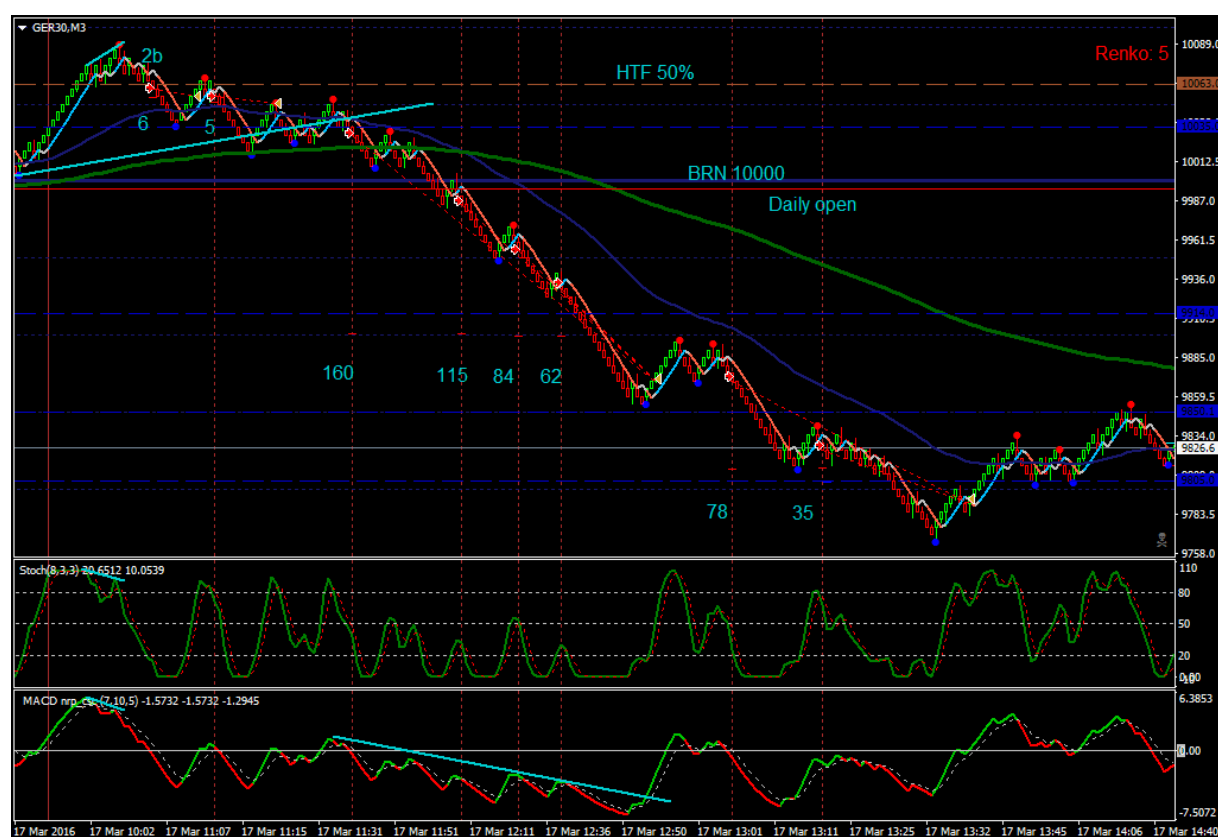 GER30,M3
Renko: 5
2b
HTF 50%
6
5
BRN 10000
Daily open
160
115
84
62
78
35
10089.0
10063.0
10012.5
9987.0
9961.5
9936.0
9885.0
9859.5
9834.0
9826.6
9783.5
9758.0
Stoch(8,3,3) 20.6512 10.0539
110
80
50
20
MACD nrp_ (7,10,5) -1.5732 -1.5732 -1.2945
6.3853
0.00
-7.5072
17 Mar 2016
17 Mar 10:02
17 Mar 11:07
17 Mar 11:15
17 Mar 11:31
17 Mar 11:51
17 Mar 12:11
17 Mar 12:36
17 Mar 12:50
17 Mar 13:01
17 Mar 13:11
17 Mar 13:25
17 Mar 13:32
17 Mar 13:45
17 Mar 14:06
17 Mar 14:40